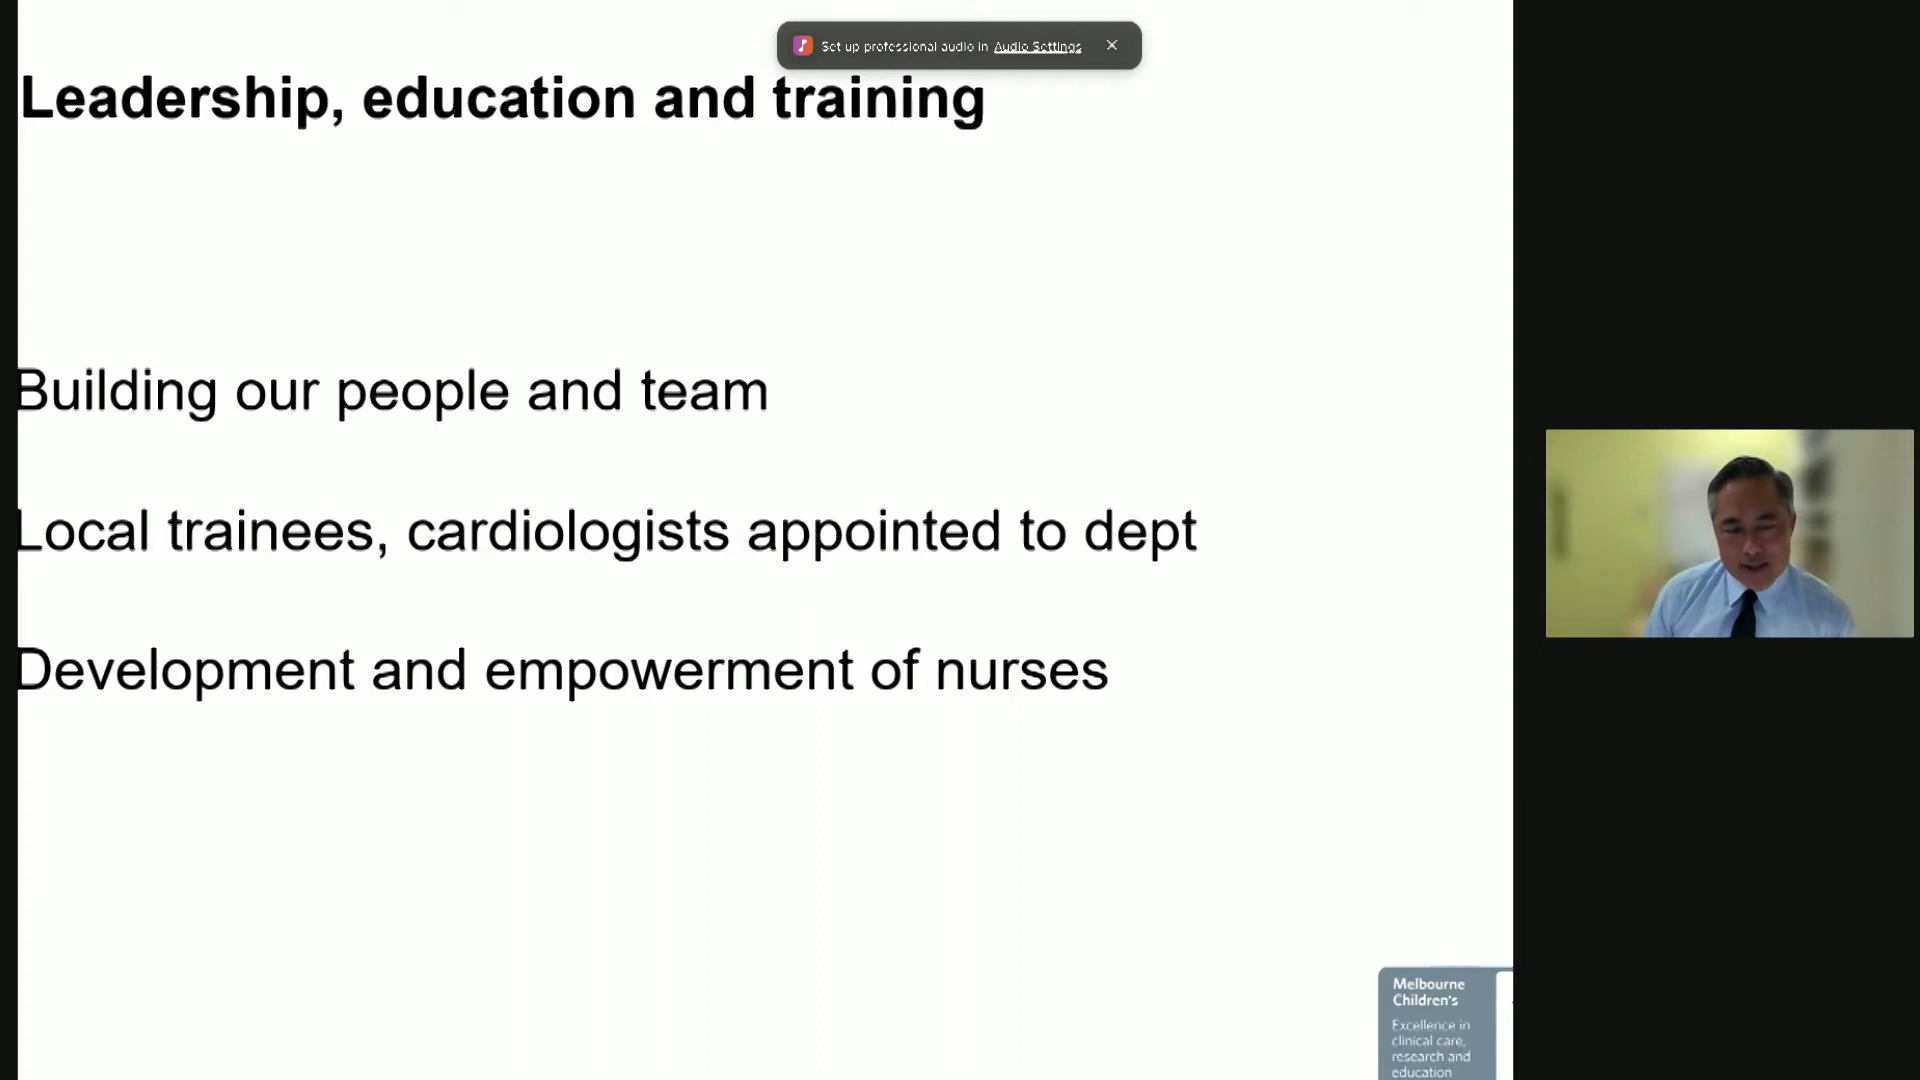 Set up professional audio in Audio Settings
Leadership, education and training
Building our people and team
Local trainees, cardiologists appointed to dept
Development and empowerment of nurses
Melbourne
Children's
Excellence in
clinical care,
research and
education